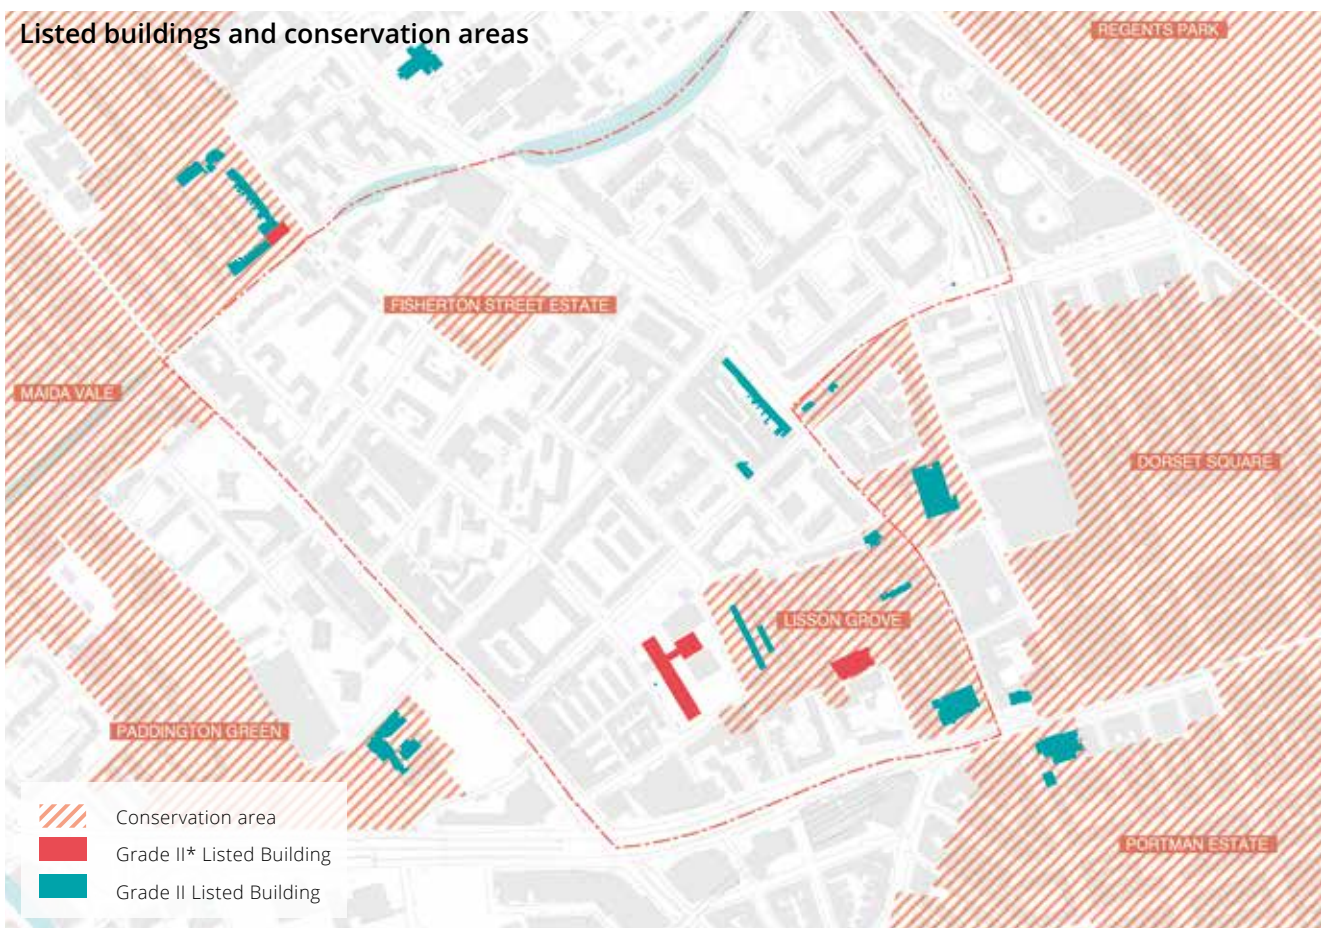 Listed buildings and conservation areas
REGENTS PARK
FISHERTON STREET ESTATE
MAIDA VALE
DORSET SQUARE
LISSON GROVE
PADDINGTON GREEN
PORTMAN ESTATE
Conservation area
Grade II* Listed Building
Grade II Listed Building